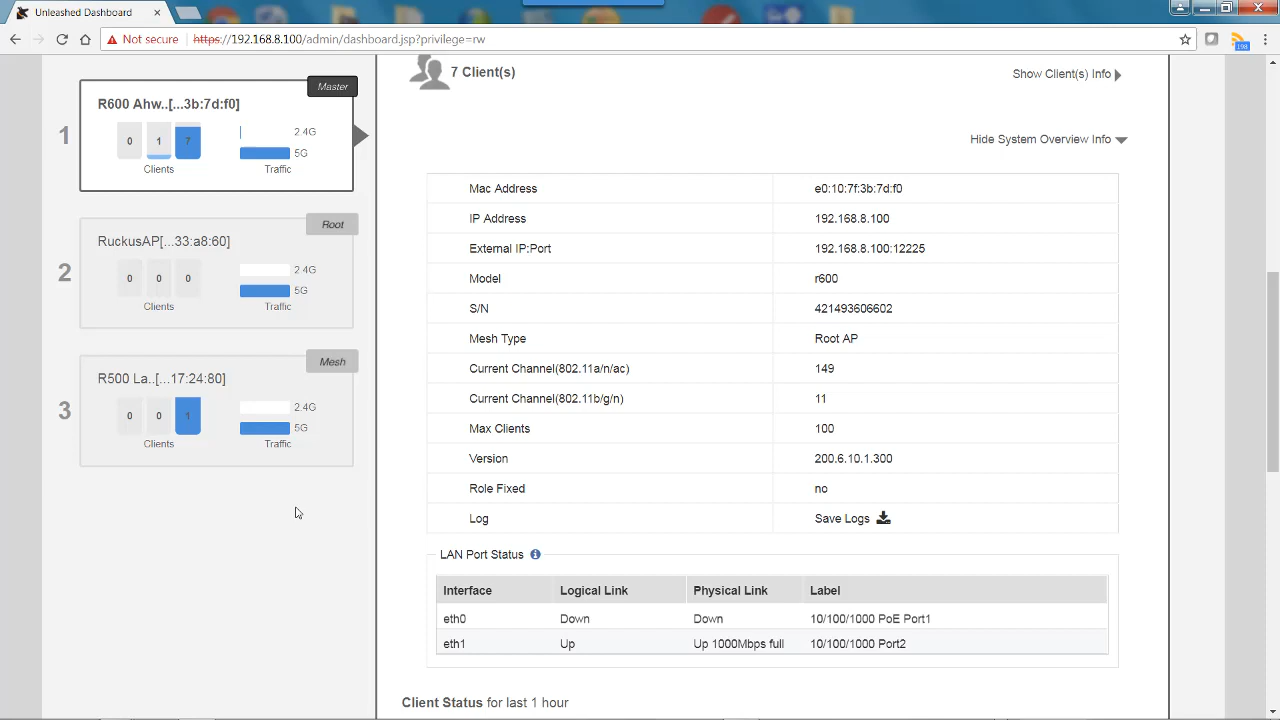 Unleashed Dashboard
Not secure https://192.168.8.100/admin/dashboard.jsp?privilege=rw
198
7 Client(s)
Show Client(s) Info
Hide System Overview Info
1
Master
R600 Ahw..[...3b:7d:f0]
0 1 7
2.4G
5G
Clients
Traffic
2
Root
RuckusAP[...33:a8:60]
0 0 0
2.4G
5G
Clients
Traffic
3
Mesh
R500 La..[...17:24:80]
0 0 1
2.4G
5G
Clients
Traffic
Mac Address e0:10:7f:3b:7d:f0
IP Address 192.168.8.100
External IP:Port 192.168.8.100:12225
Model r600
S/N 421493606602
Mesh Type Root AP
Current Channel(802.11a/n/ac) 149
Current Channel(802.11b/g/n) 11
Max Clients 100
Version 200.6.10.1.300
Role Fixed no
Log Save Logs
LAN Port Status
Interface Logical Link Physical Link Label
eth0 Down Down 10/100/1000 PoE Port1
eth1 Up Up 1000Mbps full 10/100/1000 Port2
Client Status for last 1 hour